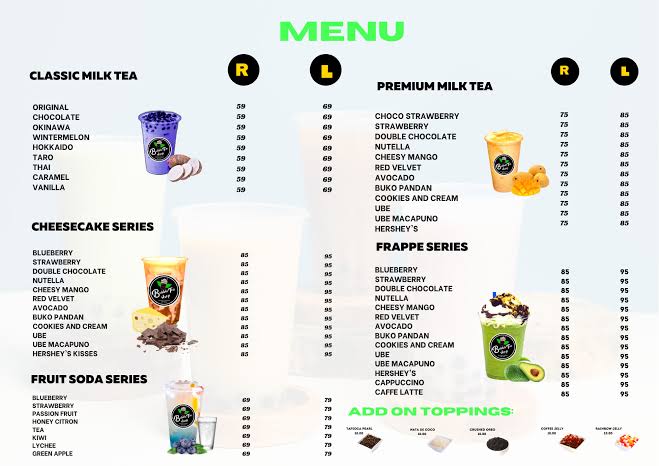 MENU
CLASSIC MILK TEA R L
ORIGINAL 59 69
CHOCOLATE 59 69
OKINAWA 59 69
WINTERMELON 59 69
HOKKAIDO 59 69
TARO 59 69
THAI 59 69
CARAMEL 59 69
VANILLA 59 69
CHEESECAKE SERIES
BLUEBERRY 85 95
STRAWBERRY 85 95
DOUBLE CHOCOLATE 85 95
NUTELLA 85 95
CHEESY MANGO 85 95
RED VELVET 85 95
AVOCADO 85 95
BUKO PANDAN 85 95
COOKIES AND CREAM 85 95
UBE 85 95
UBE MACAPUNO 85 95
HERSHEY'S KISSES 85 95
FRUIT SODA SERIES
BLUEBERRY 69 79
STRAWBERRY 69 79
PASSION FRUIT 69 79
HONEY CITRON 69 79
TEA
KIWI 69 79
LYCHEE 69 79
GREEN APPLE 69 79
PREMIUM MILK TEA R L
CHOCO STRAWBERRY 75 85
STRAWBERRY 75 85
DOUBLE CHOCOLATE 75 85
NUTELLA 75 85
CHEESY MANGO 75 85
RED VELVET 75 85
AVOCADO 75 85
BUKO PANDAN 75 85
COOKIES AND CREAM 75 85
UBE 75 85
UBE MACAPUNO 75 85
HERSHEY'S
FRAPPE SERIES
BLUEBERRY 85 95
STRAWBERRY 85 95
DOUBLE CHOCOLATE 85 95
NUTELLA 85 95
CHEESY MANGO 85 95
RED VELVET 85 95
AVOCADO 85 95
BUKO PANDAN 85 95
COOKIES AND CREAM 85 95
UBE 85 95
UBE MACAPUNO 85 95
HERSHEY'S 85 95
CAPPUCINO 85 95
CAFFE LATTE 85 95
ADD ON TOPPINGS:
TAPIOCA PEARL NATA DE COCO CRUSHED OREO COFFEE JELLY RAINBOW JELLY